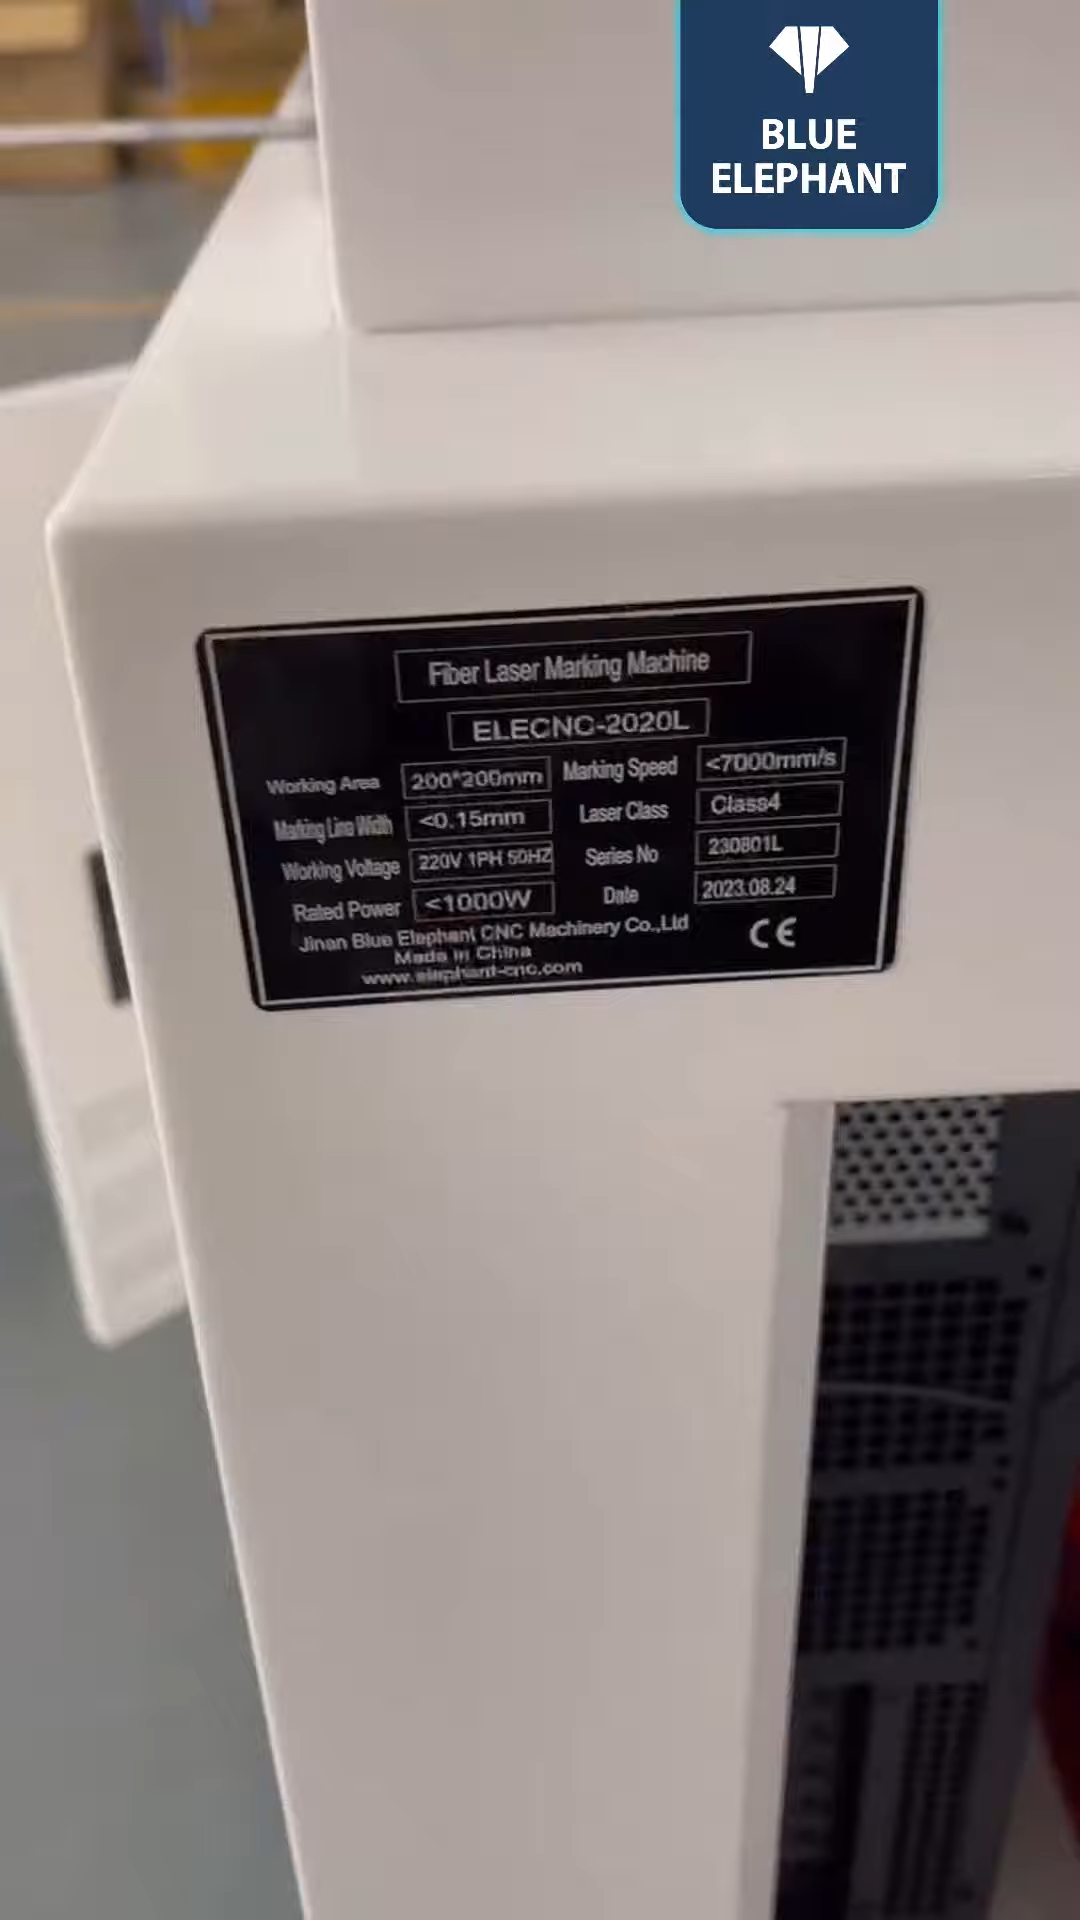 BLUE
ELEPHANT
Fiber Laser Marking Machine
ELECNC-2020L
Working Area 200*200mm Marking Speed <7000mm/s
Marking Line Width <0.15mm Laser Class Class4
Working Voltage 220V 1PH 50HZ Series No 230801L
Rated Power <1000W Date 2023.08.24
Jinan Blue Elephant CNC Machinery Co.,Ltd CE
Made in China
www.elephant-cnc.com